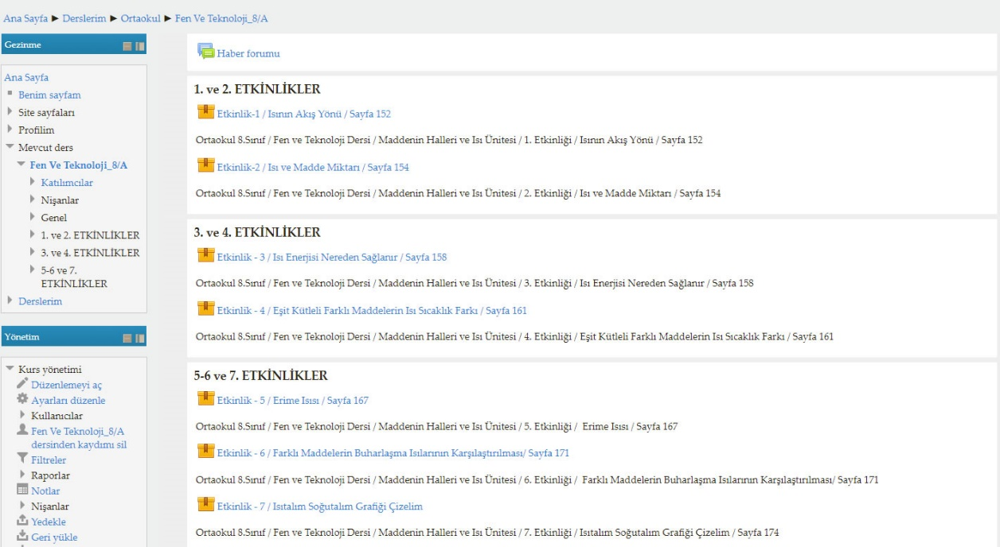 Ana Sayfa ► Derslerim ► Ortaokul ► Fen Ve Teknoloji_8/A
Gezinme
Ana Sayfa
Benim sayfam
Site sayfaları
Profilim
Mevcut ders
Fen Ve Teknoloji_8/A
Katılımcılar
Nişanlar
Genel
1. ve 2. ETKİNLİKLER
3. ve 4. ETKİNLİKLER
5-6 ve 7.
ETKİNLİKLER
Derslerim
Yönetim
Kurs yönetimi
Düzenlemeyi aç
Ayarları düzenle
Kullanıcılar
Fen Ve Teknoloji_8/A
dersinden kaydımı sil
Filtreler
Raporlar
Notlar
Nişanlar
Yedekle
Geri yükle
Haber forumu
1. ve 2. ETKİNLİKLER
Etkinlik-1 / Isının Akış Yönü / Sayfa 152
Ortaokul 8.Sınıf / Fen ve Teknoloji Dersi / Maddenin Halleri ve Isı Ünitesi / 1. Etkinliği / Isının Akış Yönü / Sayfa 152
Etkinlik-2 / Isı ve Madde Miktarı / Sayfa 154
Ortaokul 8.Sınıf / Fen ve Teknoloji Dersi / Maddenin Halleri ve Isı Ünitesi / 2. Etkinliği / Isı ve Madde Miktarı / Sayfa 154
3. ve 4. ETKİNLİKLER
Etkinlik - 3 / Isı Enerjisi Nereden Sağlanır / Sayfa 158
Ortaokul 8.Sınıf / Fen ve Teknoloji Dersi / Maddenin Halleri ve Isı Ünitesi / 3. Etkinliği / Isı Enerjisi Nereden Sağlanır / Sayfa 158
Etkinlik - 4 / Eşit Kütleli Farklı Maddelerin Isı Sıcaklık Farkı / Sayfa 161
Ortaokul 8.Sınıf / Fen ve Teknoloji Dersi / Maddenin Halleri ve Isı Ünitesi / 4. Etkinliği / Eşit Kütleli Farklı Maddelerin Isı Sıcaklık Farkı / Sayfa 161
5-6 ve 7. ETKİNLİKLER
Etkinlik - 5 / Erime Isısı / Sayfa 167
Ortaokul 8.Sınıf / Fen ve Teknoloji Dersi / Maddenin Halleri ve Isı Ünitesi / 5. Etkinliği / Erime Isısı / Sayfa 167
Etkinlik - 6 / Farklı Maddelerin Buharlaşma Isılarının Karşılaştırılması/ Sayfa 171
Ortaokul 8.Sınıf / Fen ve Teknoloji Dersi / Maddenin Halleri ve Isı Ünitesi / 6. Etkinliği / Farklı Maddelerin Buharlaşma Isılarının Karşılaştırılması/ Sayfa 171
Etkinlik - 7 / Isıtalım Soğutalım Grafiği Çizelim
Ortaokul 8.Sınıf / Fen ve Teknoloji Dersi / Maddenin Halleri ve Isı Ünitesi / 7. Etkinliği / Isıtalım Soğutalım Grafiği Çizelim / Sayfa 174